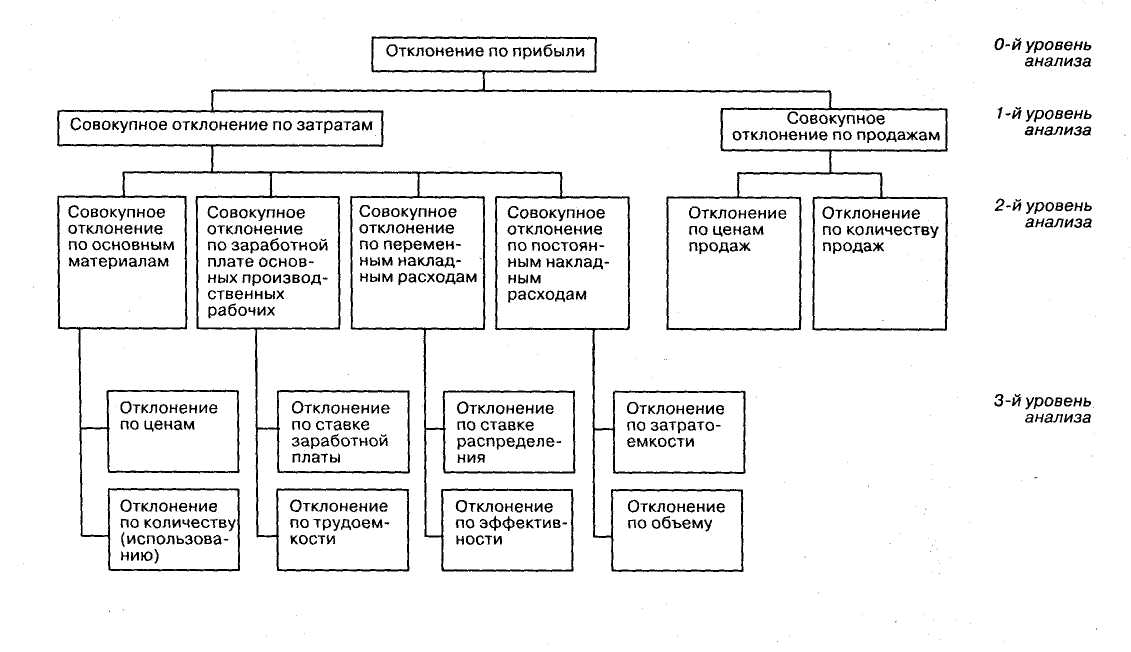 Отклонение по прибыли
0-й уровень
анализа
Совокупное отклонение по затратам
Совокупное
отклонение по продажам
1-й уровень
анализа
Совокупное
отклонение
по основным
материалам
Совокупное
отклонение
по заработной
плате основ-
ных производ-
ственных
рабочих
Совокупное
отклонение
по перемен-
ным наклад-
ным расходам
Совокупное
отклонение
по постоян-
ным наклад-
ным
расходам
Отклонение
по ценам
продаж
Отклонение
по количеству
продаж
2-й уровень
анализа
Отклонение
по ценам
Отклонение
по ставке
заработной
платы
Отклонение
по ставке
распределе-
ния
Отклонение
по затрато-
емкости
3-й уровень
анализа
Отклонение
по количеству
(использова-
нию)
Отклонение
по трудоем-
кости
Отклонение
по эффектив-
ности
Отклонение
по объему